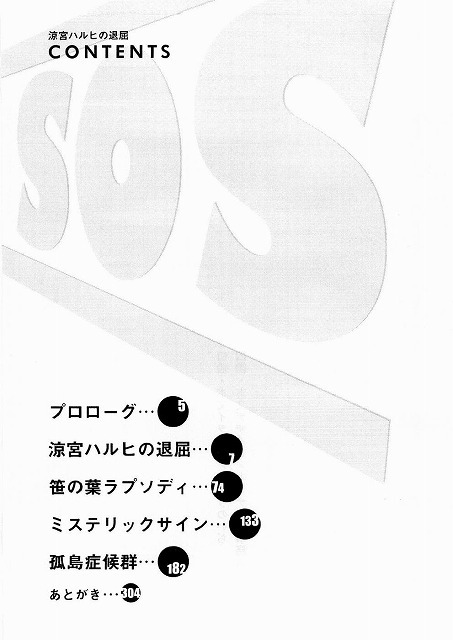 涼宮ハルヒの退屈
CONTENTS
SOS
プロローグ…5
涼宮ハルヒの退屈…7
笹の葉ラプソディ…74
ミステリックサイン…133
孤島症候群…182
あとがき…304